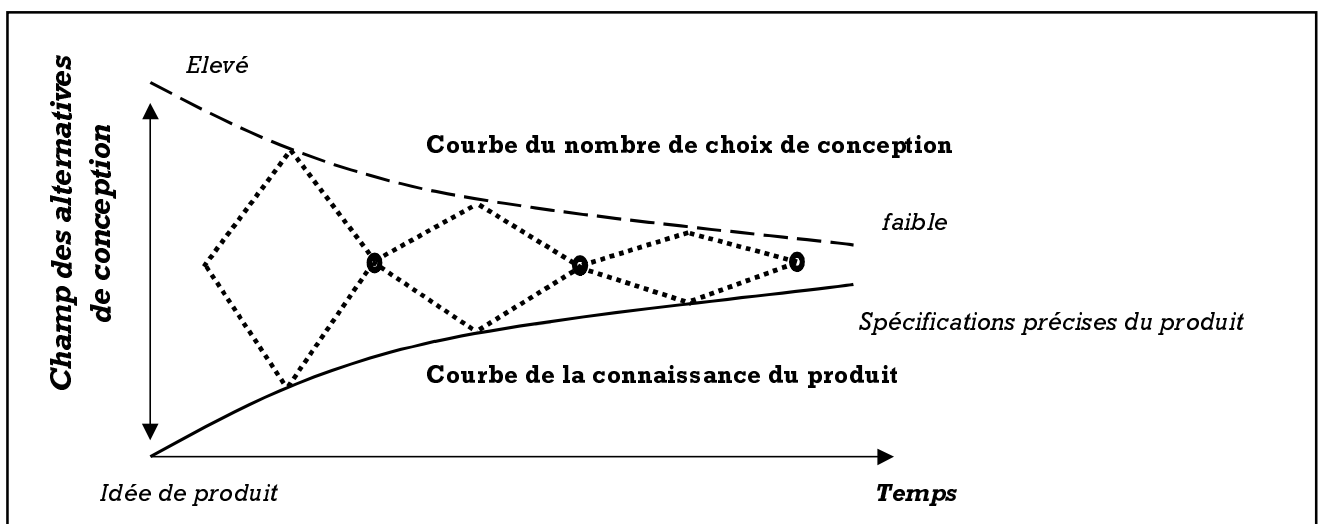 Elevé
Champ des alternatives
de conception
Courbe du nombre de choix de conception
faible
Spécifications précises du produit
Courbe de la connaissance du produit
Idée de produit
Temps